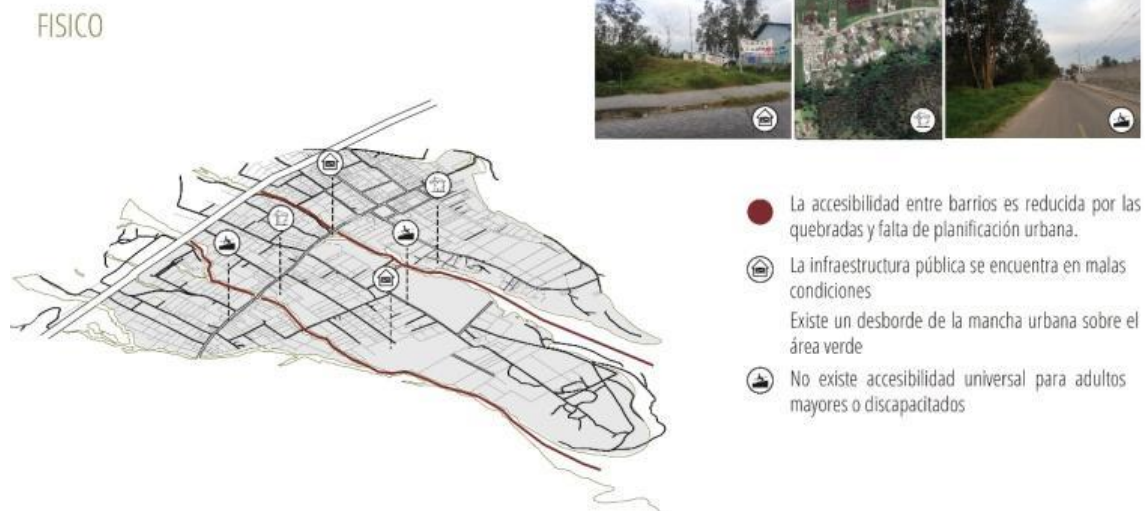 FISICO
La accesibilidad entre barrios es reducida por las
quebradas y falta de planificación urbana.
La infraestructura pública se encuentra en malas
condiciones
Existe un desborde de la mancha urbana sobre el
área verde
No existe accesibilidad universal para adultos
mayores o discapacitados